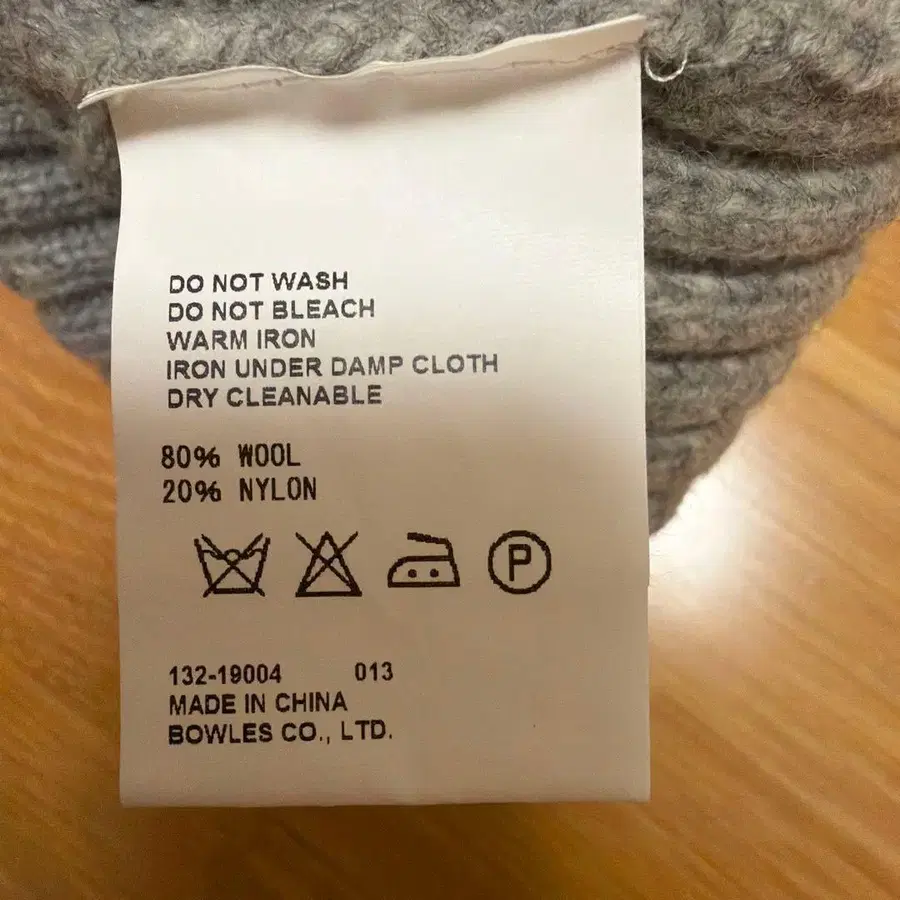 DO NOT WASH
DO NOT BLEACH
WARM IRON
IRON UNDER DAMP CLOTH
DRY CLEANABLE
80% WOOL
20% NYLON
P
132-19004 013
MADE IN CHINA
BOWLES CO., LTD.